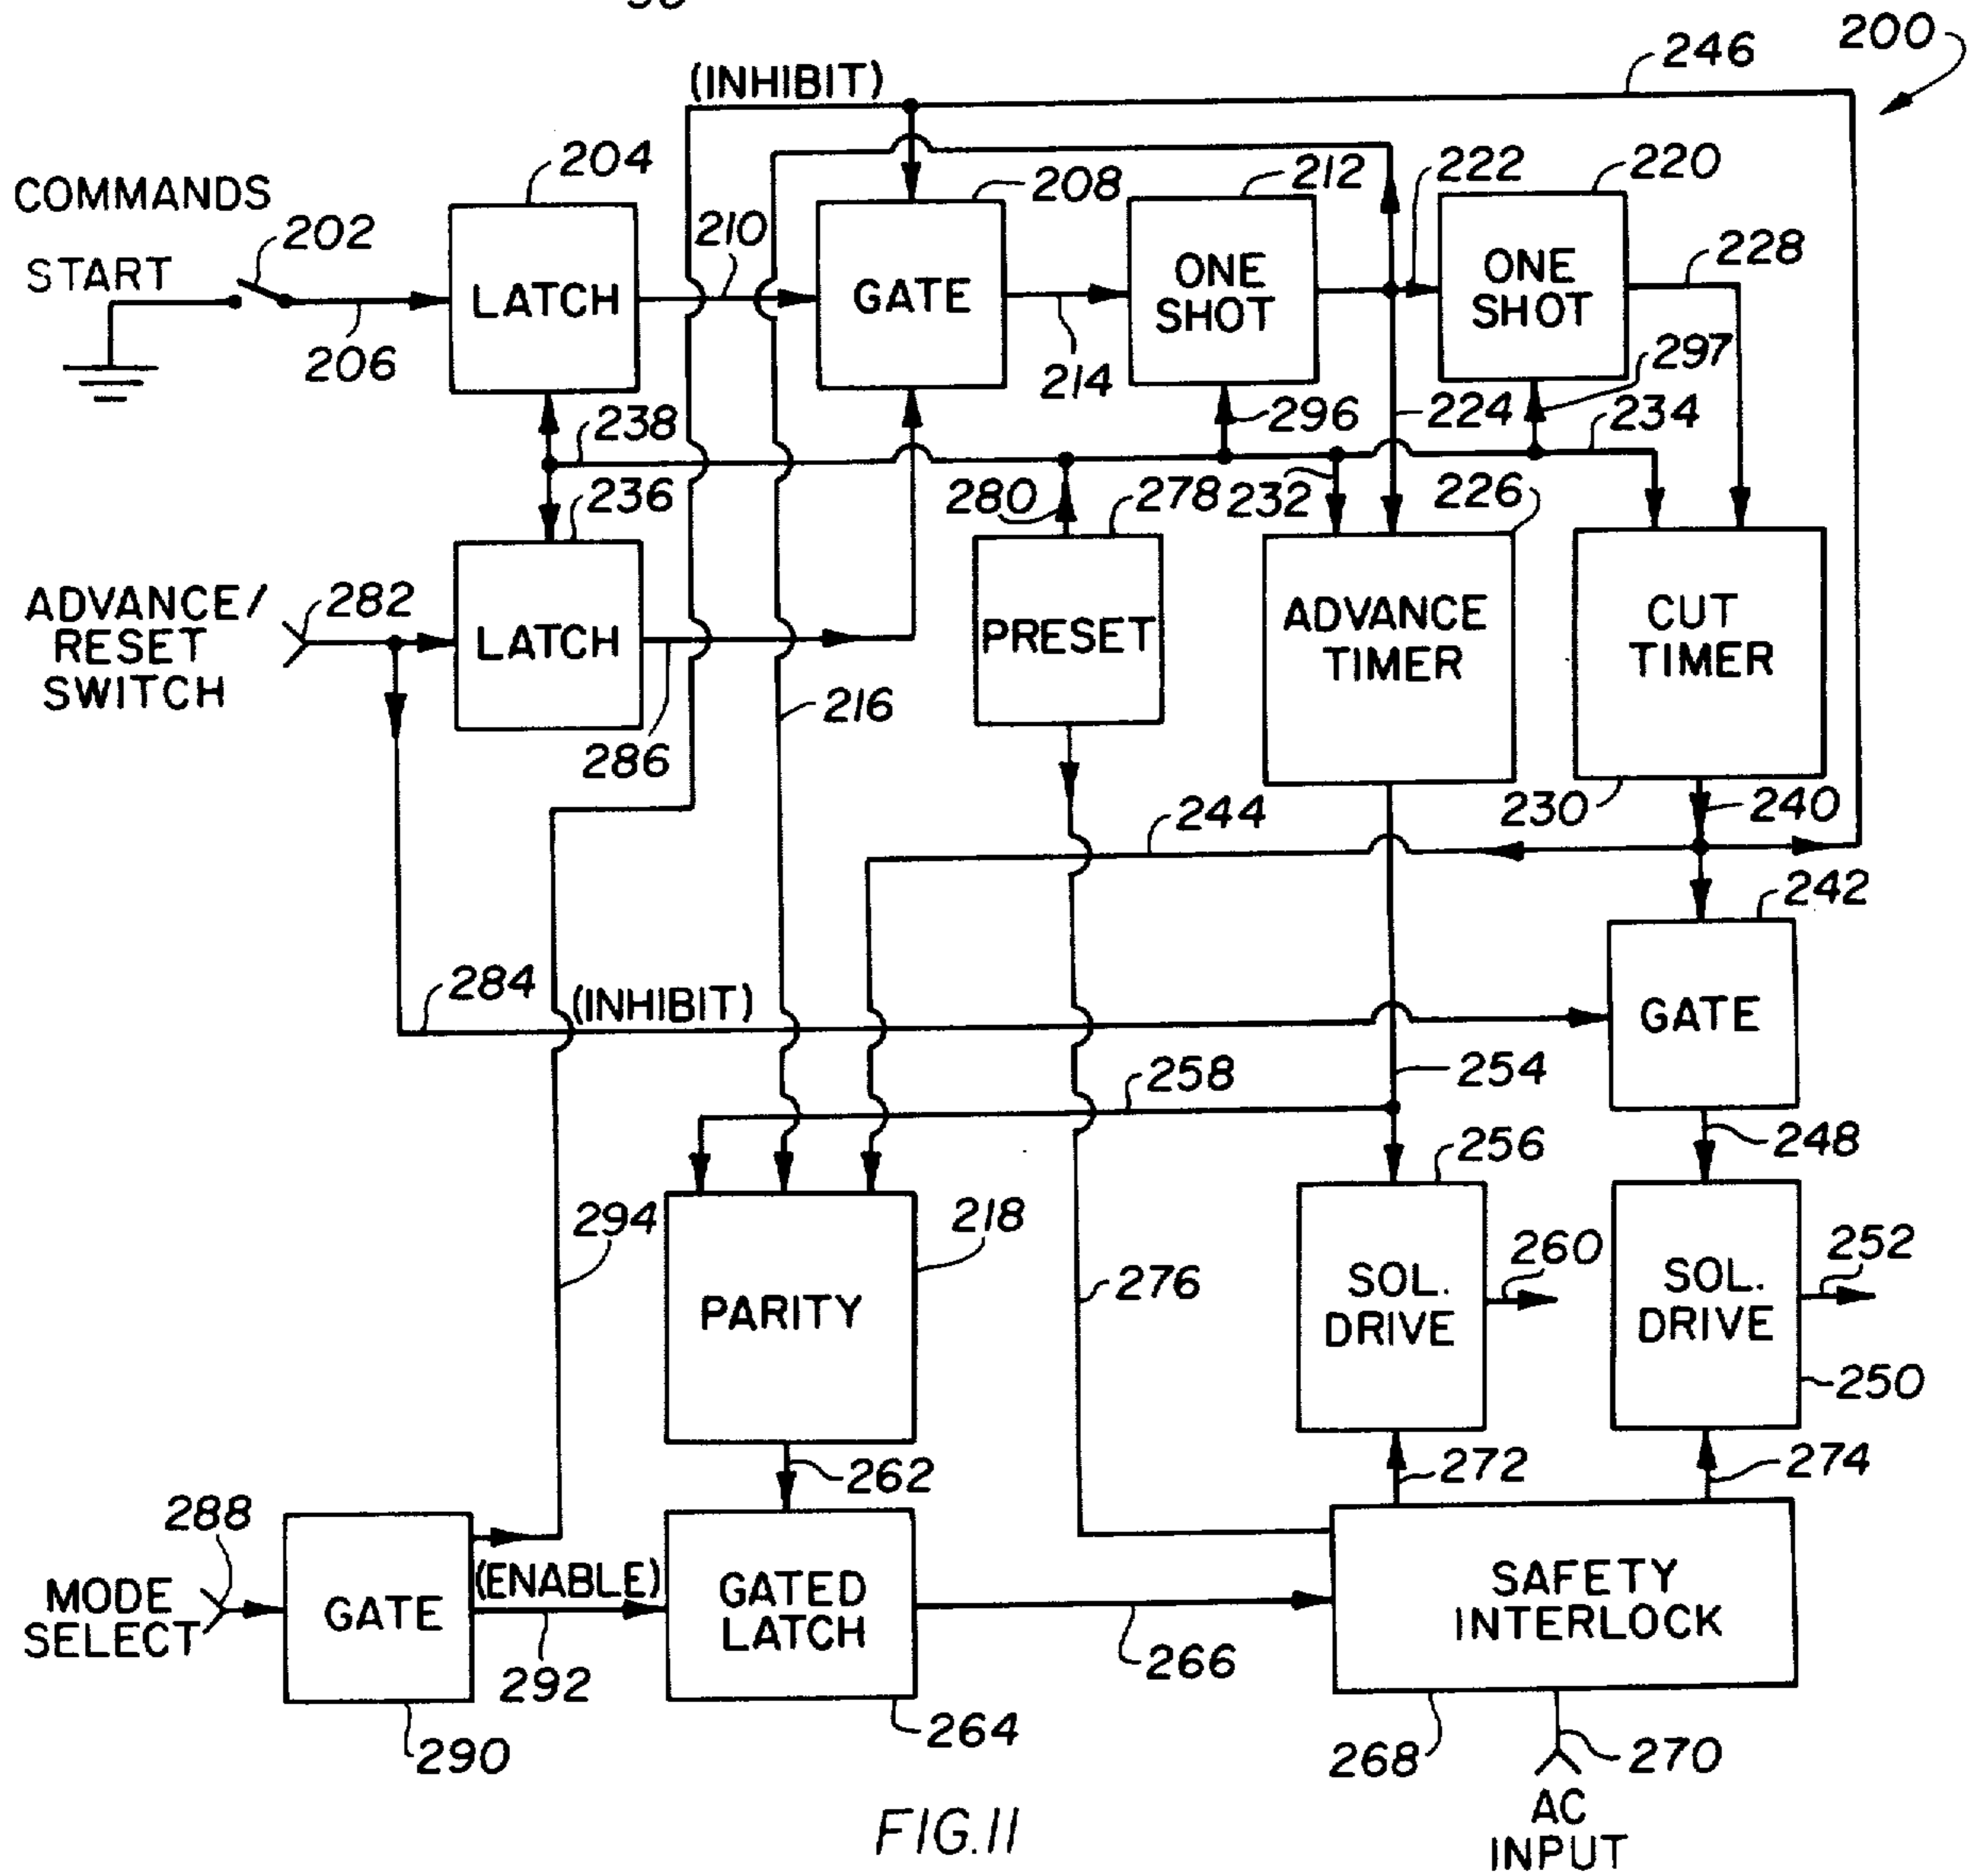 (INHIBIT)
246
200
COMMANDS
204
208
212
222
220
START
202
210
228
LATCH
GATE
ONE
SHOT
ONE
SHOT
206
214
297
238
296
224
234
236
280
278
232
226
ADVANCE/
RESET
SWITCH
282
LATCH
PRESET
ADVANCE
TIMER
CUT
TIMER
286
216
244
230
240
242
284
(INHIBIT)
GATE
258
254
248
256
294
218
276
260
252
PARITY
SOL.
DRIVE
SOL.
DRIVE
250
262
272
274
288
MODE
SELECT
GATE
(ENABLE)
GATED
LATCH
SAFETY
INTERLOCK
292
266
290
264
268
270
AC
INPUT
FIG.11